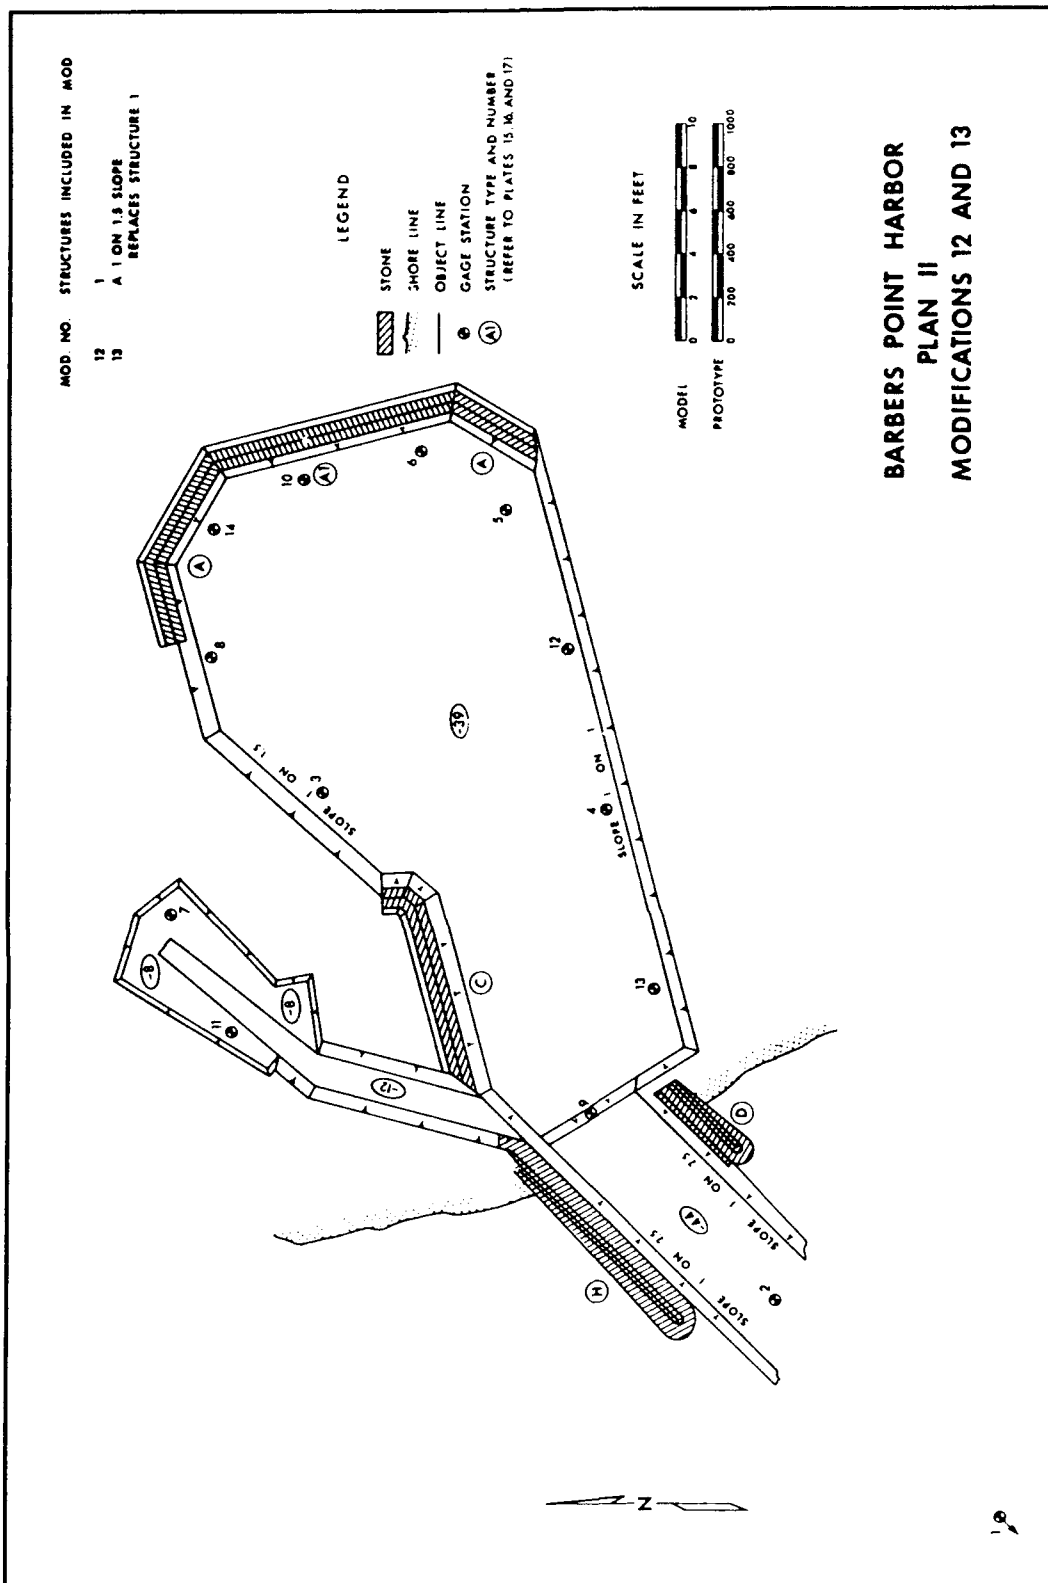 MOD. NO. STRUCTURES INCLUDED IN MOD
12 1
13 A 1 ON 1.5 SLOPE
REPLACES STRUCTURE 1
LEGEND
STONE
SHORE LINE
OBJECT LINE
GAGE STATION
A1 STRUCTURE TYPE AND NUMBER
(REFER TO PLATES 15, 16, AND 17)
SCALE IN FEET
MODEL 0 2 4 6 8 10
PROTOTYPE 0 200 400 600 800 1000
BARBERS POINT HARBOR
PLAN II
MODIFICATIONS 12 AND 13
7
-8
11
-8
-12
C
SLOPE 1 ON 1.5
3
8
A
14
10
A1
6
A
5
-39
12
SLOPE 1 ON 1
4
13
9
D
H
SLOPE 1 ON 7.5
-44
SLOPE 1 ON 7.5
2
N
1